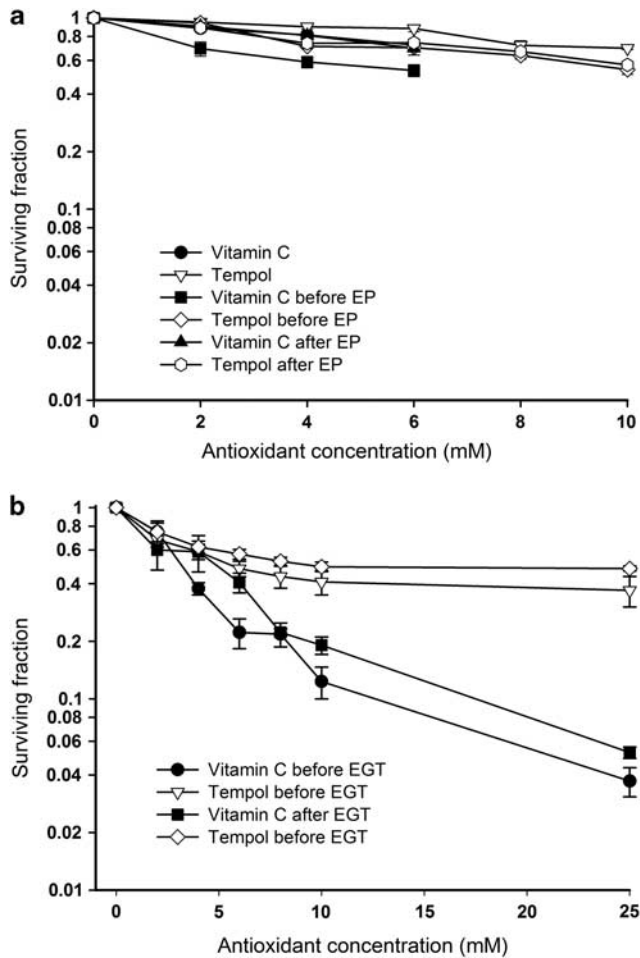 a
1
0.8
0.6
0.4
0.2
0.1
0.08
0.06
0.04
0.02
0.01
Surviving fraction
Vitamin C
Tempol
Vitamin C before EP
Tempol before EP
Vitamin C after EP
Tempol after EP
0 2 4 6 8 10
Antioxidant concentration (mM)
b
1
0.8
0.6
0.4
0.2
0.1
0.08
0.06
0.04
0.02
0.01
Surviving fraction
Vitamin C before EGT
Tempol before EGT
Vitamin C after EGT
Tempol before EGT
0 5 10 15 20 25
Antioxidant concentration (mM)